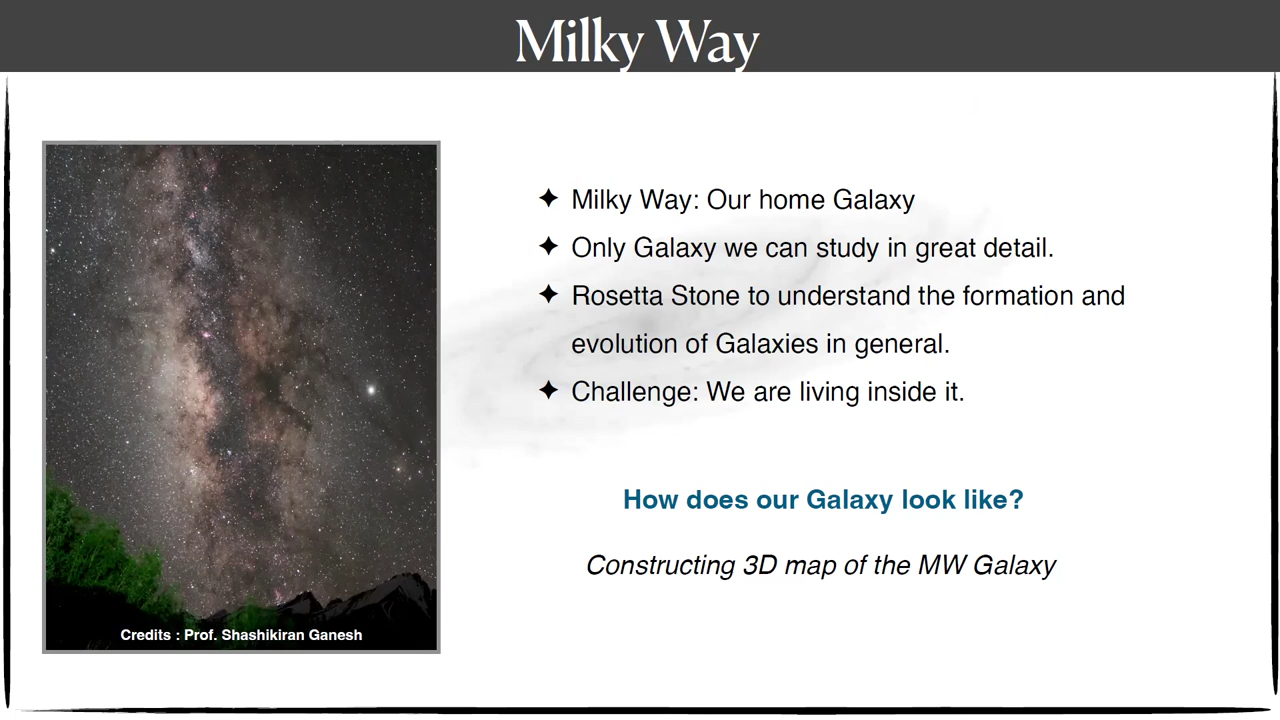 Milky Way
Milky Way: Our home Galaxy
Only Galaxy we can study in great detail.
Rosetta Stone to understand the formation and
evolution of Galaxies in general.
Challenge: We are living inside it.
How does our Galaxy look like?
Constructing 3D map of the MW Galaxy
Credits : Prof. Shashikiran Ganesh